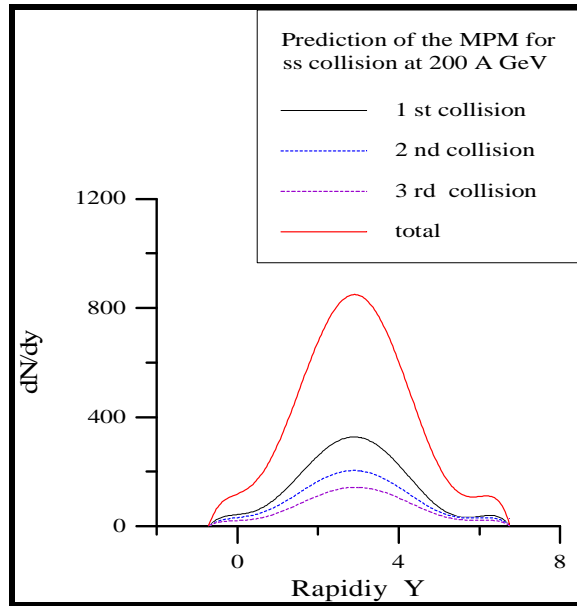 Prediction of the MPM for
ss collision at 200 A GeV
1 st collision
2 nd collision
3 rd collision
total
1200
800
400
0
dN/dy
0 4 8
Rapidiy Y